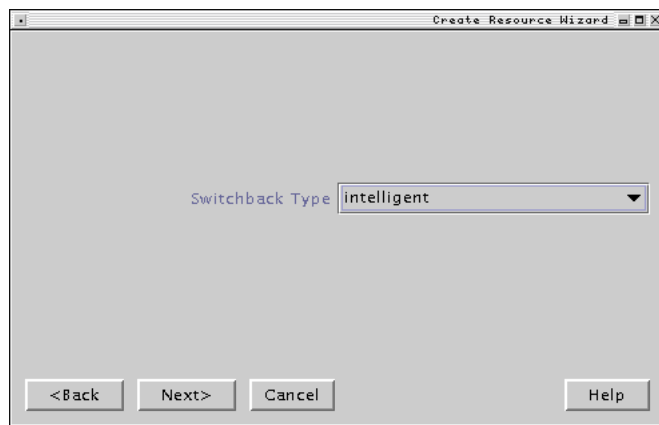 Create Resource Wizard
Switchback Type intelligent
<Back Next> Cancel Help